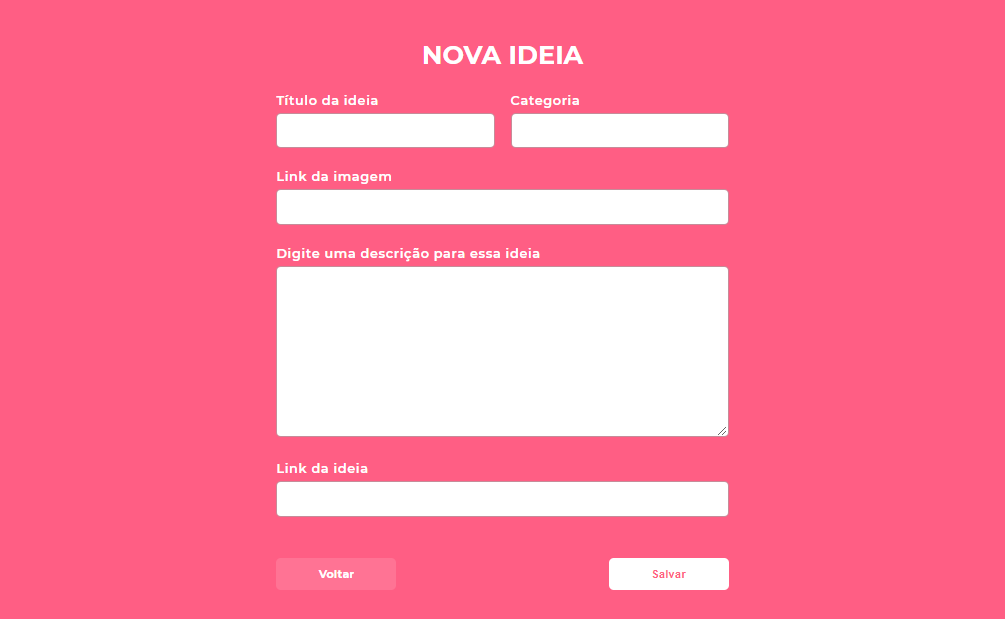 NOVA IDEIA
Título da ideia
Categoria
Link da imagem
Digite uma descrição para essa ideia
Link da ideia
Voltar
Salvar